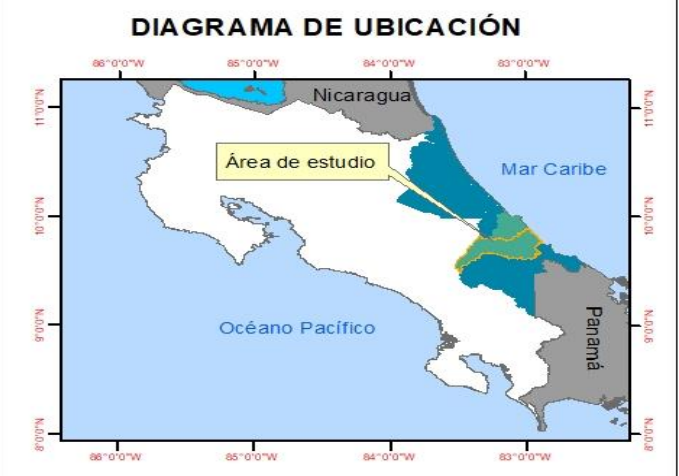 DIAGRAMA DE UBICACIÓN
86°0'0"W 85°0'0"W 84°0'0"W 83°0'0"W
11°0'0"N
11°0'0"N
Nicaragua
Área de estudio
Mar Caribe
10°0'0"N
10°0'0"N
Océano Pacífico
Panamá
9°0'0"N
9°0'0"N
8°0'0"N
8°0'0"N
86°0'0"W 85°0'0"W 84°0'0"W 83°0'0"W